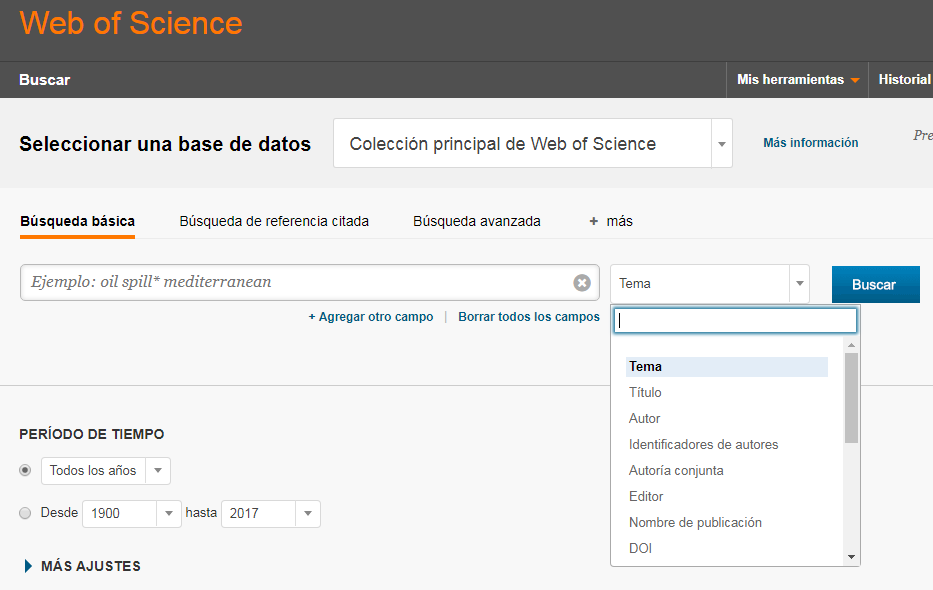 Web of Science
Buscar
Mis herramientas
Historial
Seleccionar una base de datos
Colección principal de Web of Science
Más información
Pre
Búsqueda básica
Búsqueda de referencia citada
Búsqueda avanzada
+ más
Ejemplo: oil spill* mediterranean
Tema
Buscar
+ Agregar otro campo | Borrar todos los campos
Tema
Título
Autor
Identificadores de autores
Autoría conjunta
Editor
Nombre de publicación
DOI
PERÍODO DE TIEMPO
Todos los años
Desde 1900 hasta 2017
MÁS AJUSTES